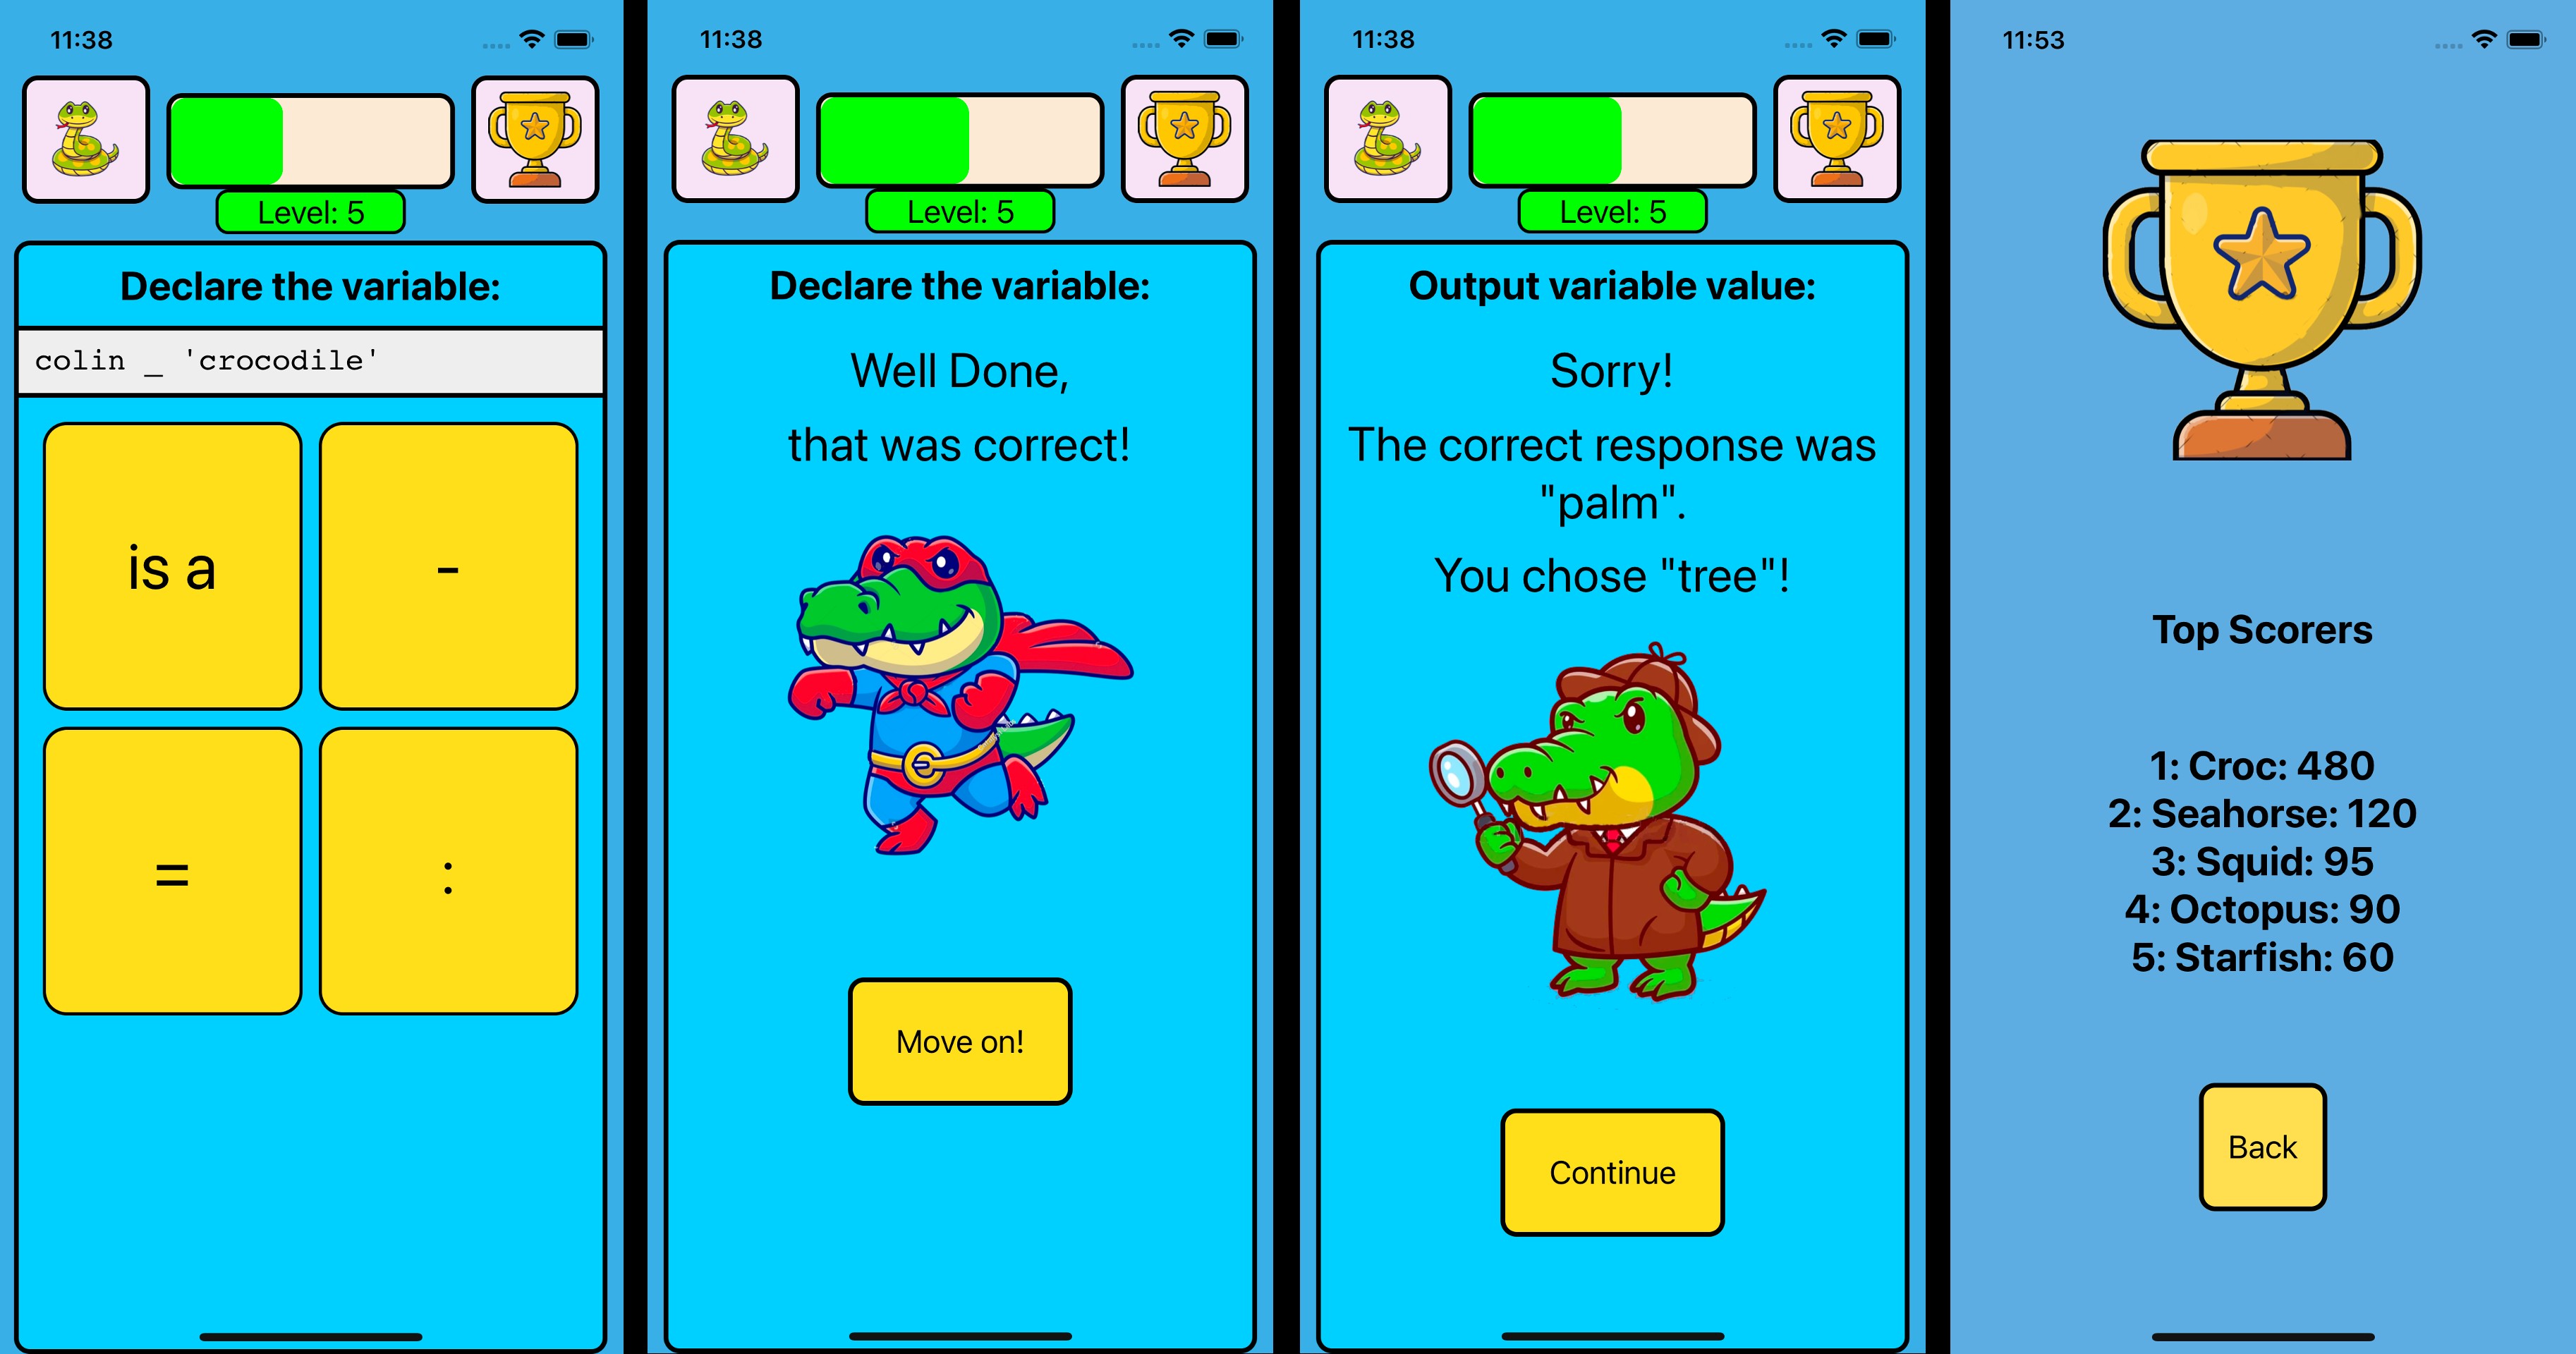 11:38
Level: 5
Declare the variable:
colin _ 'crocodile'
is a
-
=
:
11:38
Level: 5
Declare the variable:
Well Done,
that was correct!
Move on!
11:38
Level: 5
Output variable value:
Sorry!
The correct response was
"palm".
You chose "tree"!
Continue
11:53
Top Scorers
1: Croc: 480
2: Seahorse: 120
3: Squid: 95
4: Octopus: 90
5: Starfish: 60
Back